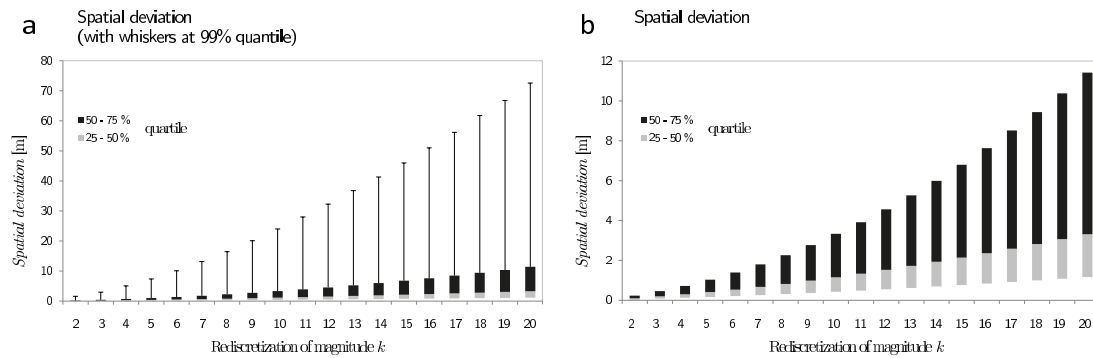 a
Spatial deviation
(with whiskers at 99% quantile)
80
70
60
50
40
30
20
10
0
Spatial deviation [m]
50 - 75 %
25 - 50 %
quartile
2 3 4 5 6 7 8 9 10 11 12 13 14 15 16 17 18 19 20
Rediscretization of magnitude k
b
Spatial deviation
12
10
8
6
4
2
0
Spatial deviation [m]
50 - 75 %
25 - 50 %
quartile
2 3 4 5 6 7 8 9 10 11 12 13 14 15 16 17 18 19 20
Rediscretization of magnitude k